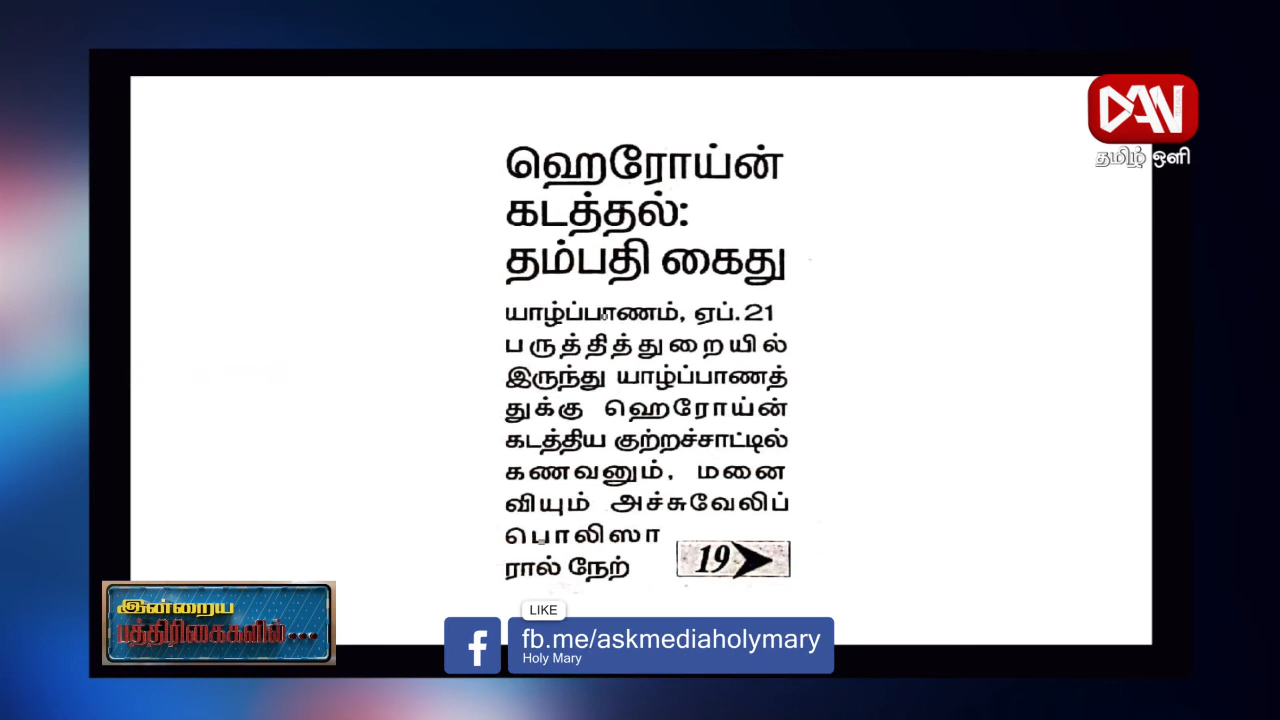 DAN
தமிழ் ஒளி
ஹெரோய்ன்
கடத்தல்:
தம்பதி கைது
யாழ்ப்பாணம், ஏப்.21
பருத்தித்துறையில்
இருந்து யாழ்ப்பாணத்
துக்கு ஹெரோய்ன்
கடத்திய குற்றச்சாட்டில்
கணவனும், மனை
வியும் அச்சுவேலிப்
பொலிஸா
ரால் நேற்
19
இன்றைய
பத்திரிகைகளில்...
LIKE
f
fb.me/askmediaholymary
Holy Mary